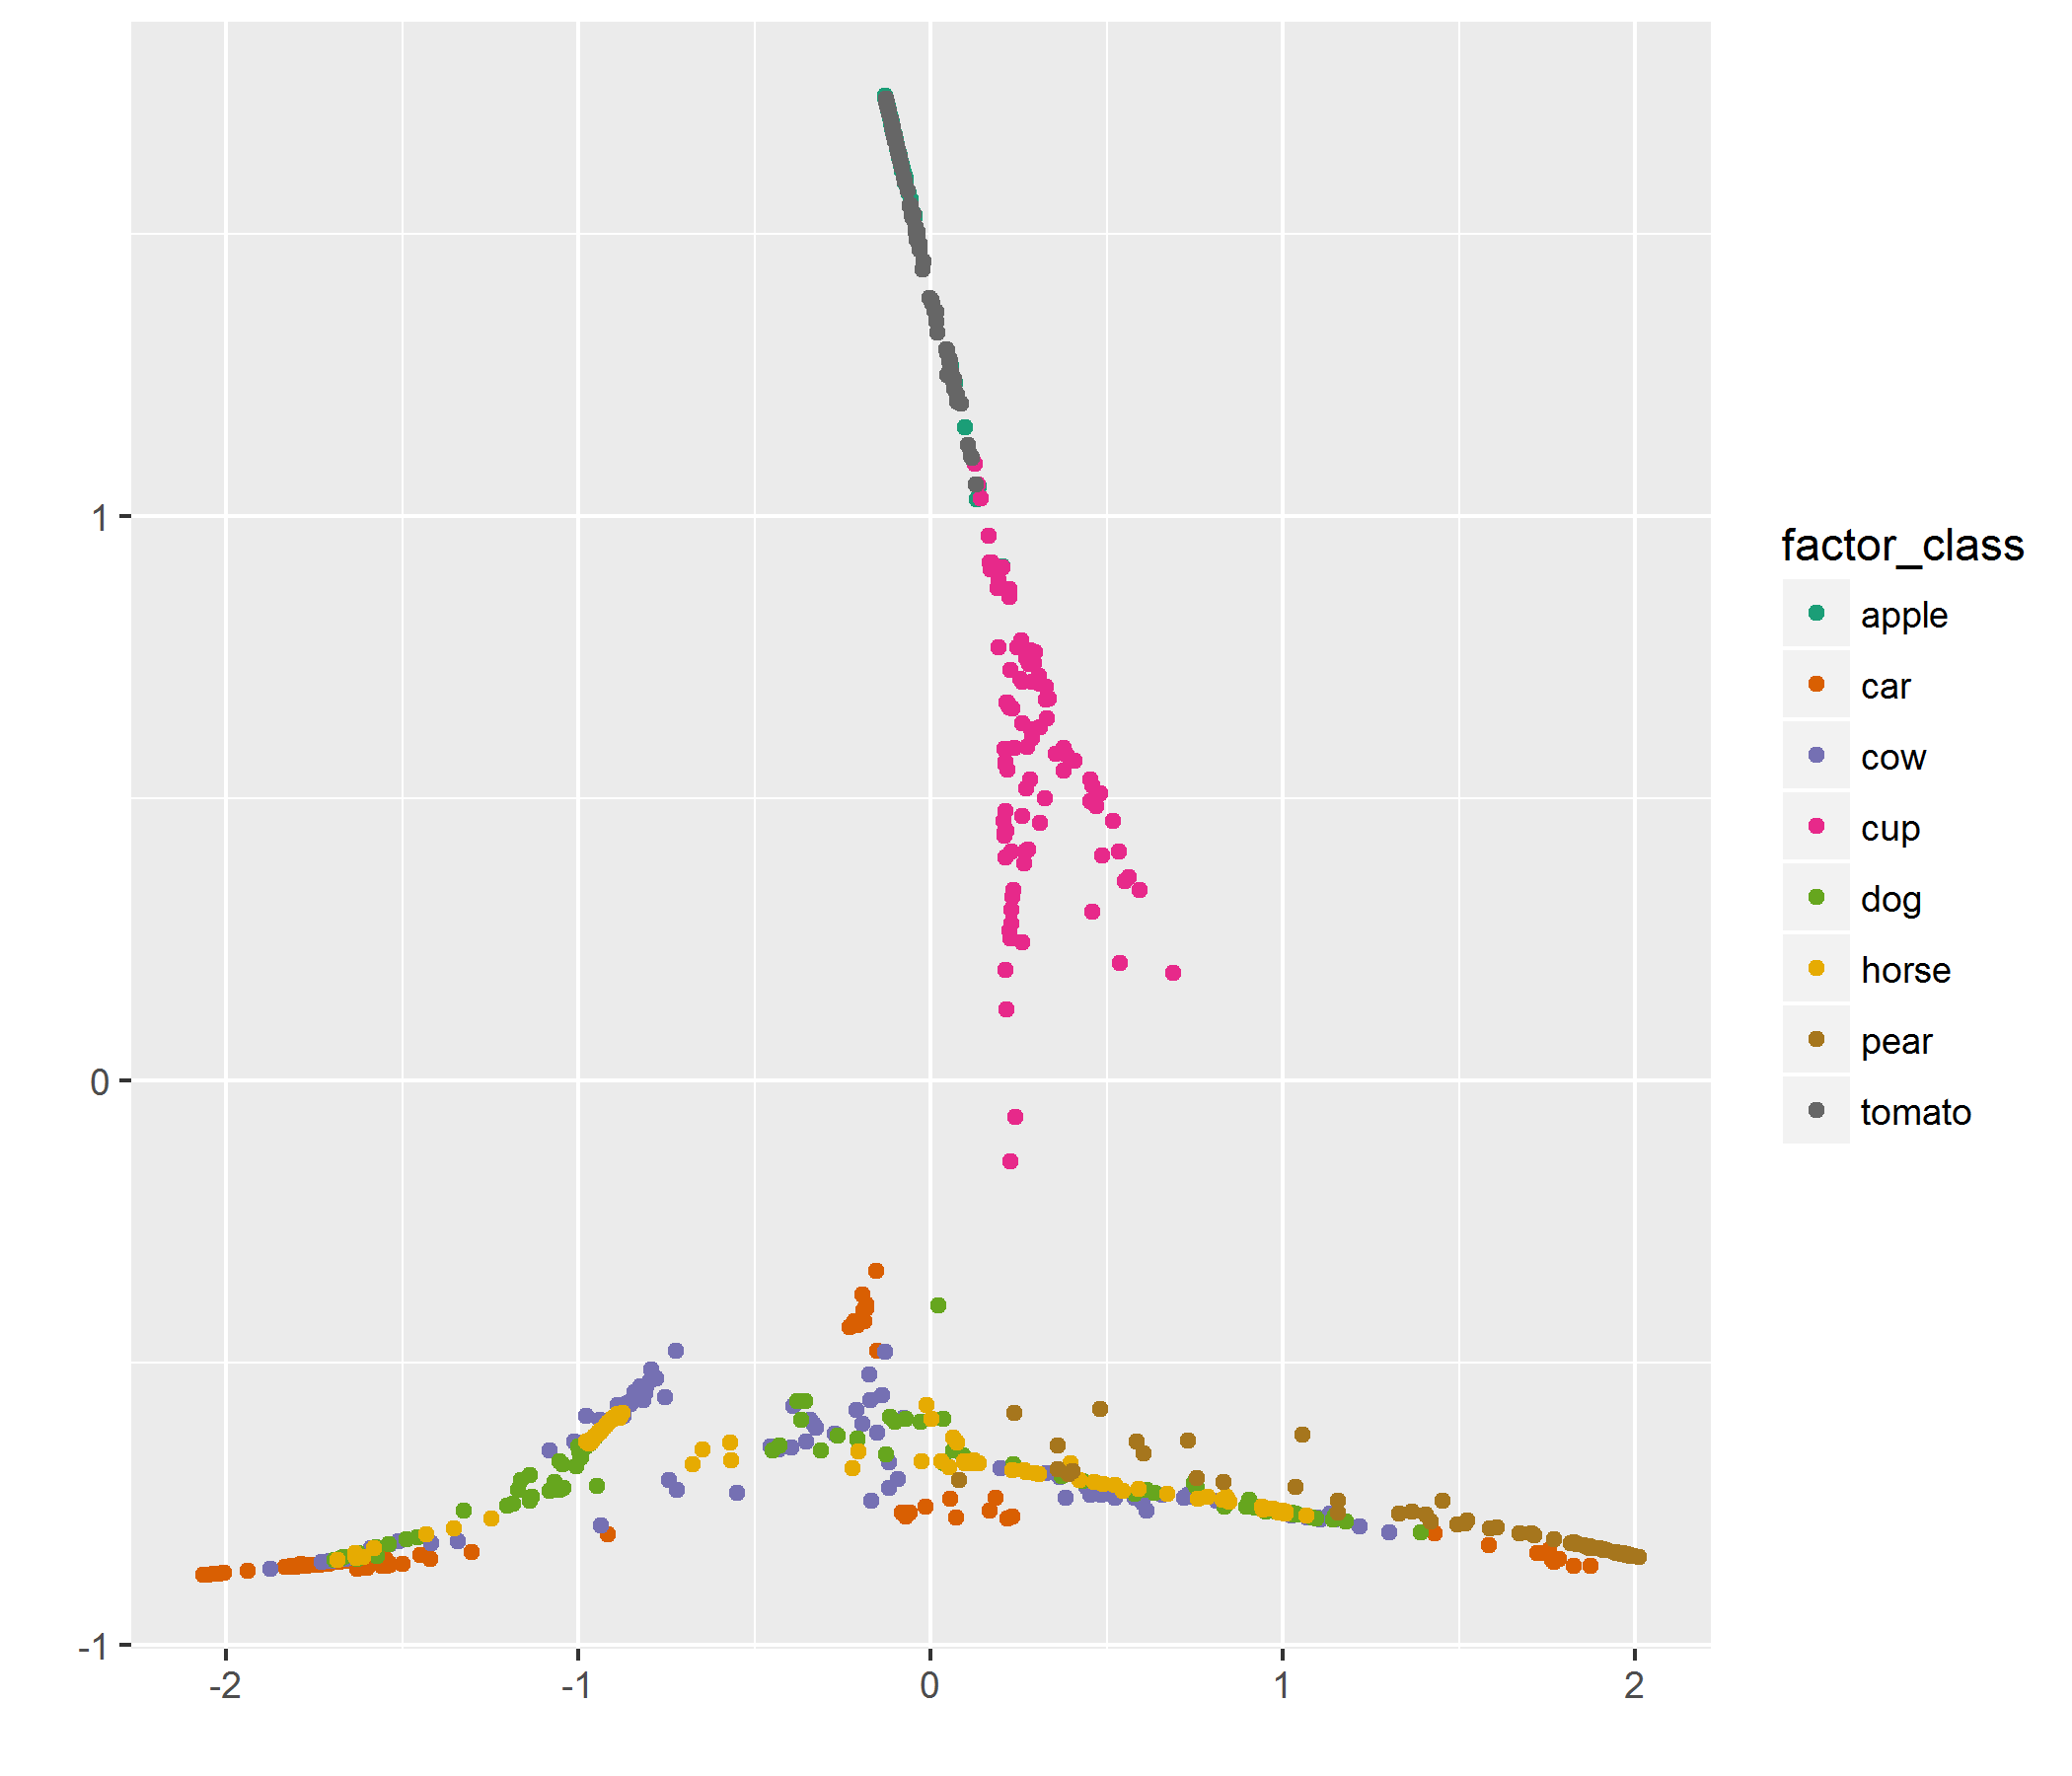 1
0
-1
-2
-1
0
1
2
factor_class
apple
car
cow
cup
dog
horse
pear
tomato